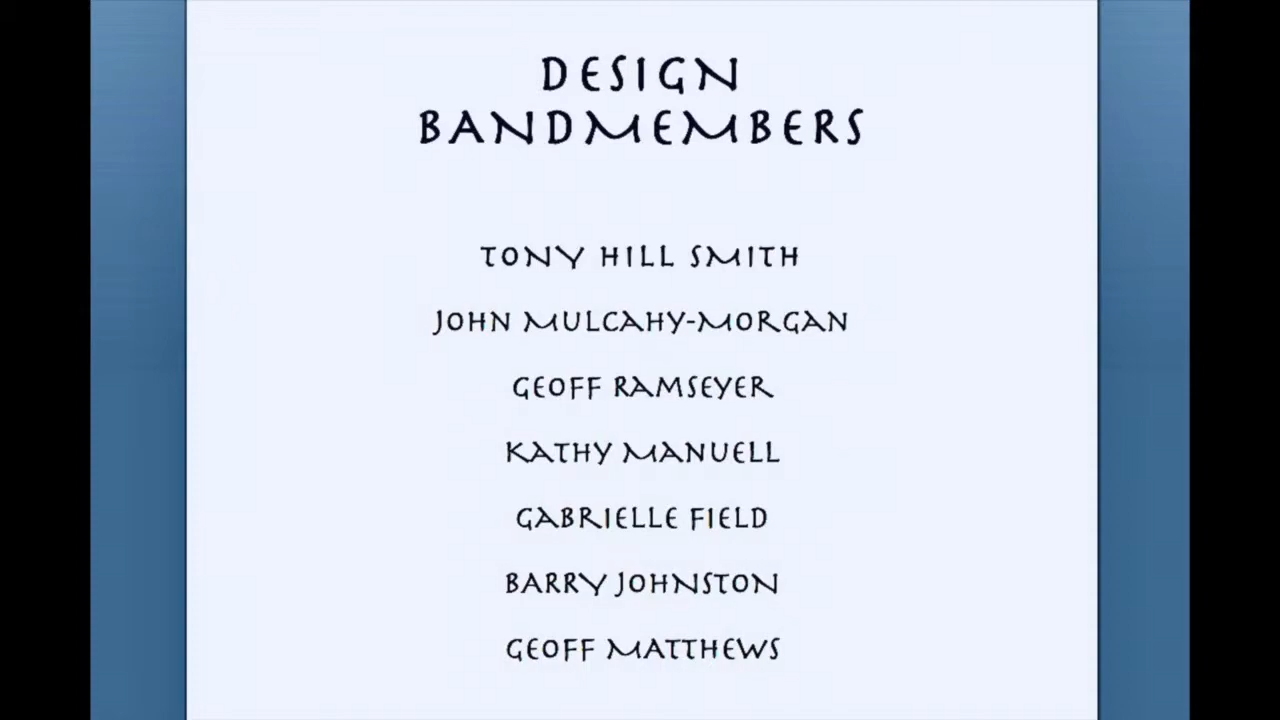 DESIGN
BANDMEMBERS
TONY HILL SMITH
JOHN MULCAHY-MORGAN
GEOFF RAMSEYER
KATHY MANUELL
GABRIELLE FIELD
BARRY JOHNSTON
GEOFF MATTHEWS